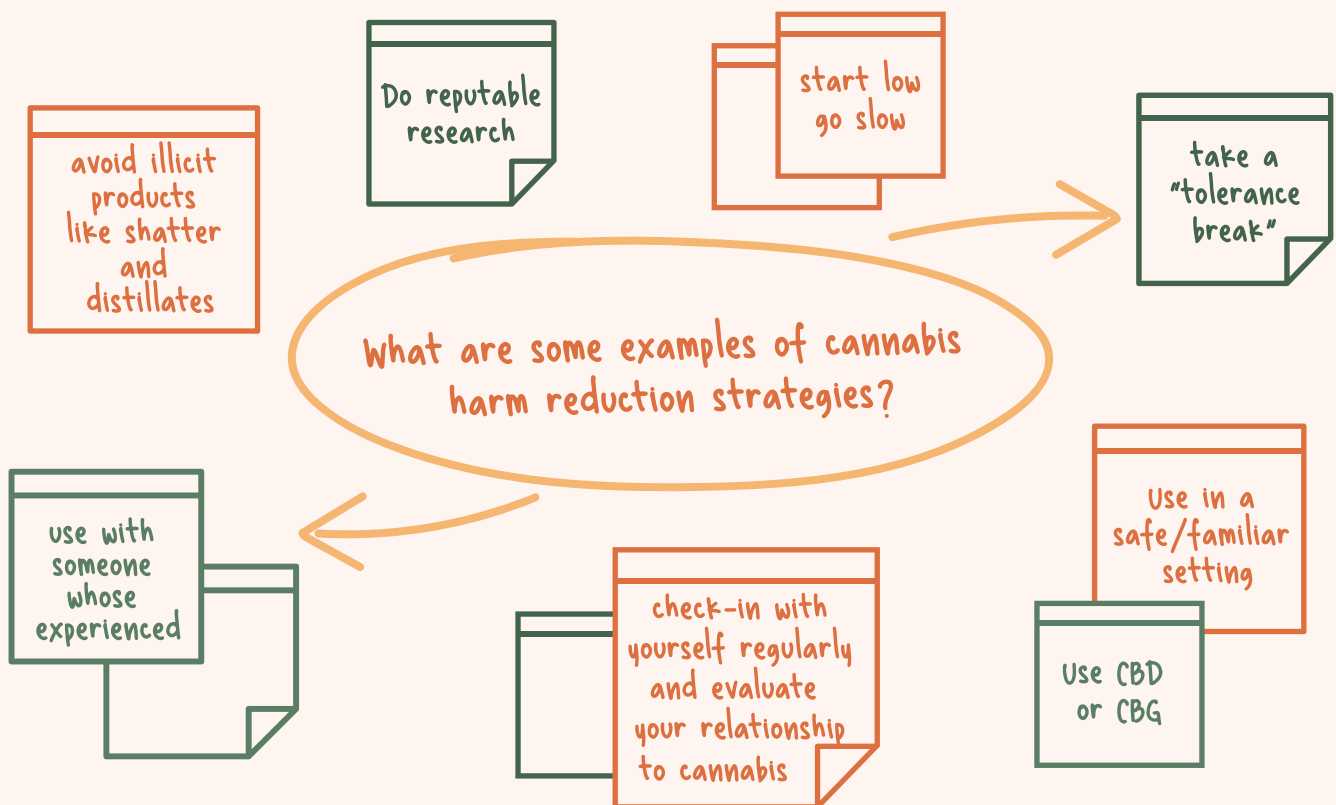 Do reputable
research
start low
go slow
avoid illicit
products
like shatter
and
distillates
take a
"tolerance
break"
What are some examples of cannabis
harm reduction strategies?
use with
someone
whose
experienced
check-in with
yourself regularly
and evaluate
your relationship
to cannabis
Use in a
safe/familiar
setting
Use CBD
or CBG